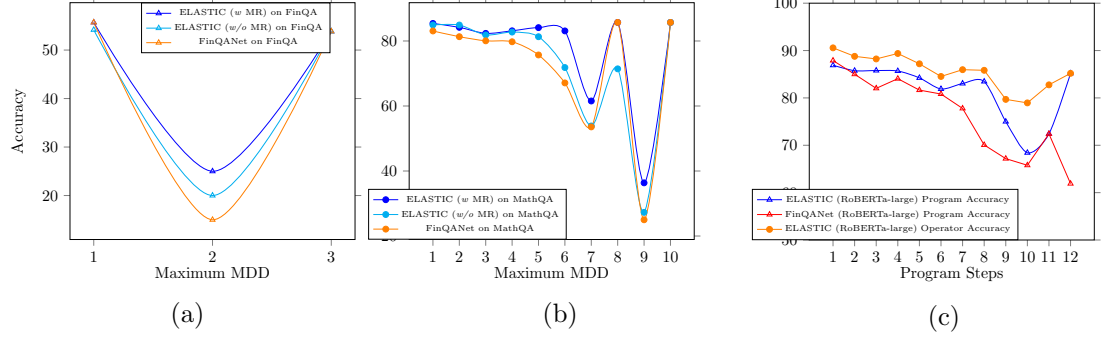 ELASTIC (w MR) on FinQA
ELASTIC (w/o MR) on FinQA
FinQANet on FinQA
50
40
30
20
Accuracy
1 2 3
Maximum MDD
(a)
80
60
40
20
ELASTIC (w MR) on MathQA
ELASTIC (w/o MR) on MathQA
FinQANet on MathQA
1 2 3 4 5 6 7 8 9 10
Maximum MDD
(b)
100
90
80
70
60
50
ELASTIC (RoBERTa-large) Program Accuracy
FinQANet (RoBERTa-large) Program Accuracy
ELASTIC (RoBERTa-large) Operator Accuracy
1 2 3 4 5 6 7 8 9 10 11 12
Program Steps
(c)